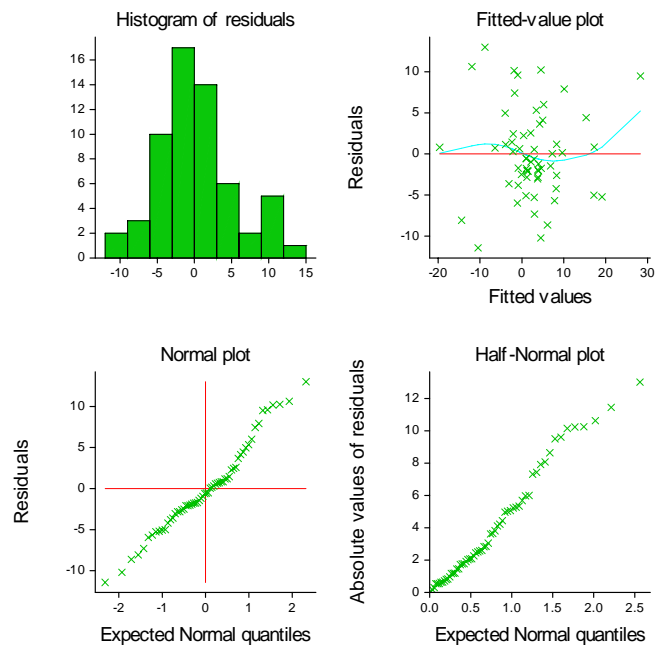 Histogram of residuals
16
14
12
10
8
6
4
2
0
-10 -5 0 5 10 15
Fitted-value plot
Residuals
10
5
0
-5
-10
-20 -10 0 10 20 30
Fitted values
Normal plot
Residuals
10
5
0
-5
-10
-2 -1 0 1 2
Expected Normal quantiles
Half-Normal plot
Absolute values of residuals
12
10
8
6
4
2
0
0.0 0.5 1.0 1.5 2.0 2.5
Expected Normal quantiles